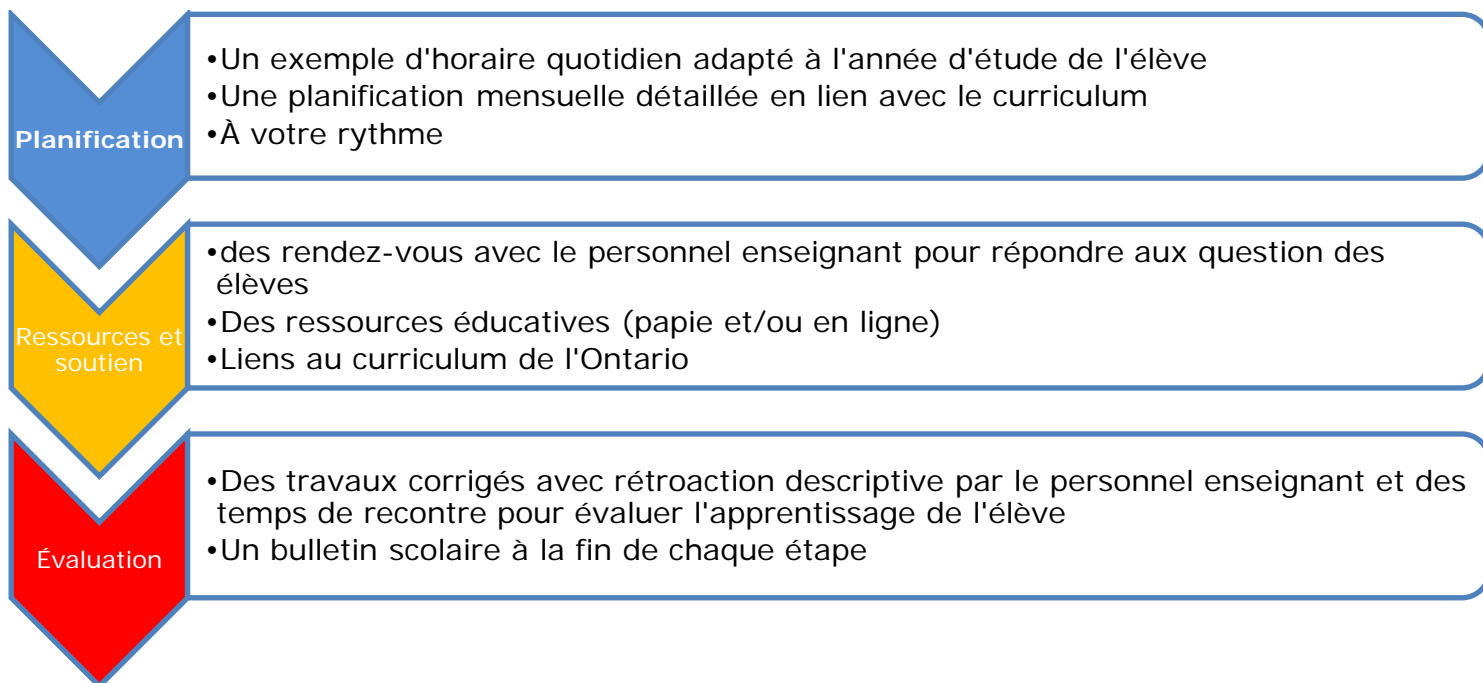 Planification
•Un exemple d'horaire quotidien adapté à l'année d'étude de l'élève
•Une planification mensuelle détaillée en lien avec le curriculum
•À votre rythme
Ressources et
soutien
•des rendez-vous avec le personnel enseignant pour répondre aux question des
élèves
•Des ressources éducatives (papie et/ou en ligne)
•Liens au curriculum de l'Ontario
Évaluation
•Des travaux corrigés avec rétroaction descriptive par le personnel enseignant et des
temps de recontre pour évaluer l'apprentissage de l'élève
•Un bulletin scolaire à la fin de chaque étape